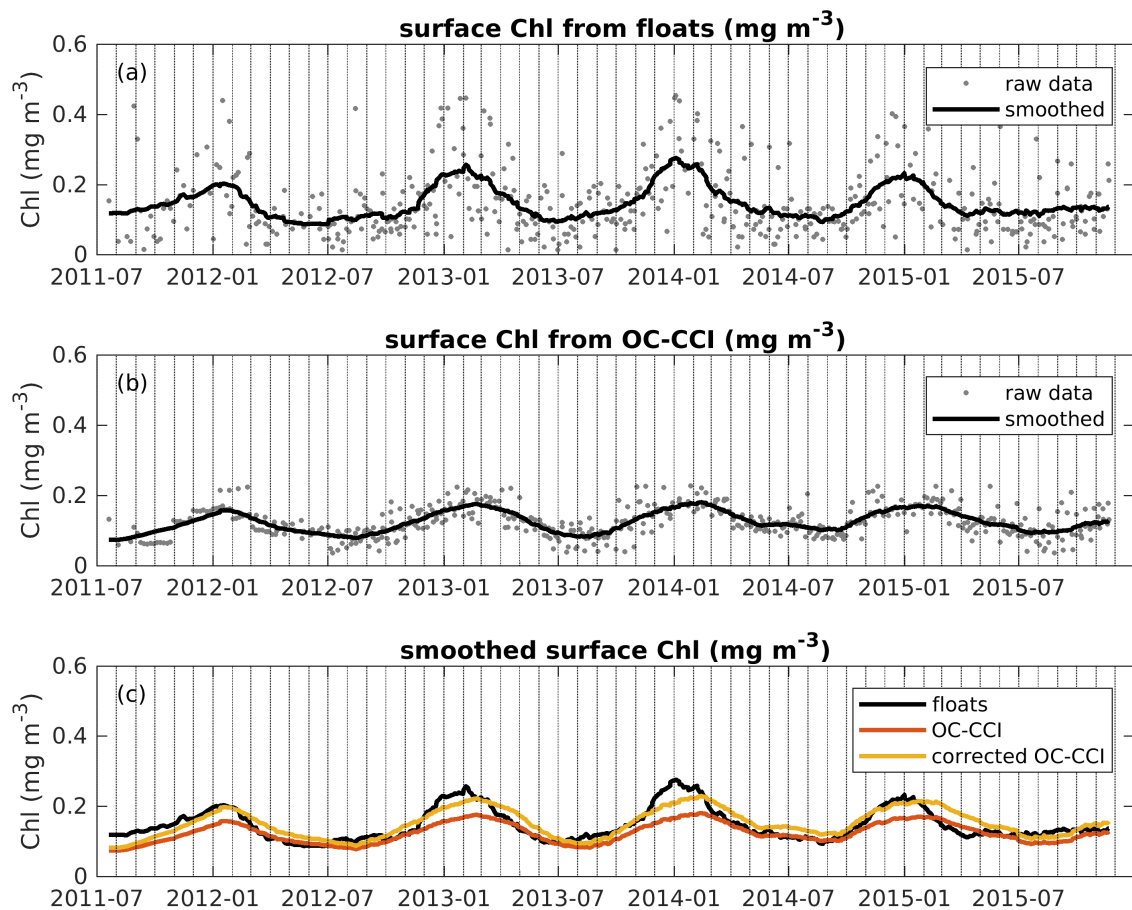 surface Chl from floats (mg m-3)
(a)
raw data
smoothed
Chl (mg m-3)
0.6
0.4
0.2
0
2011-07 2012-01 2012-07 2013-01 2013-07 2014-01 2014-07 2015-01 2015-07
surface Chl from OC-CCI (mg m-3)
(b)
raw data
smoothed
Chl (mg m-3)
0.6
0.4
0.2
0
2011-07 2012-01 2012-07 2013-01 2013-07 2014-01 2014-07 2015-01 2015-07
smoothed surface Chl (mg m-3)
(c)
floats
OC-CCI
corrected OC-CCI
Chl (mg m-3)
0.6
0.4
0.2
0
2011-07 2012-01 2012-07 2013-01 2013-07 2014-01 2014-07 2015-01 2015-07